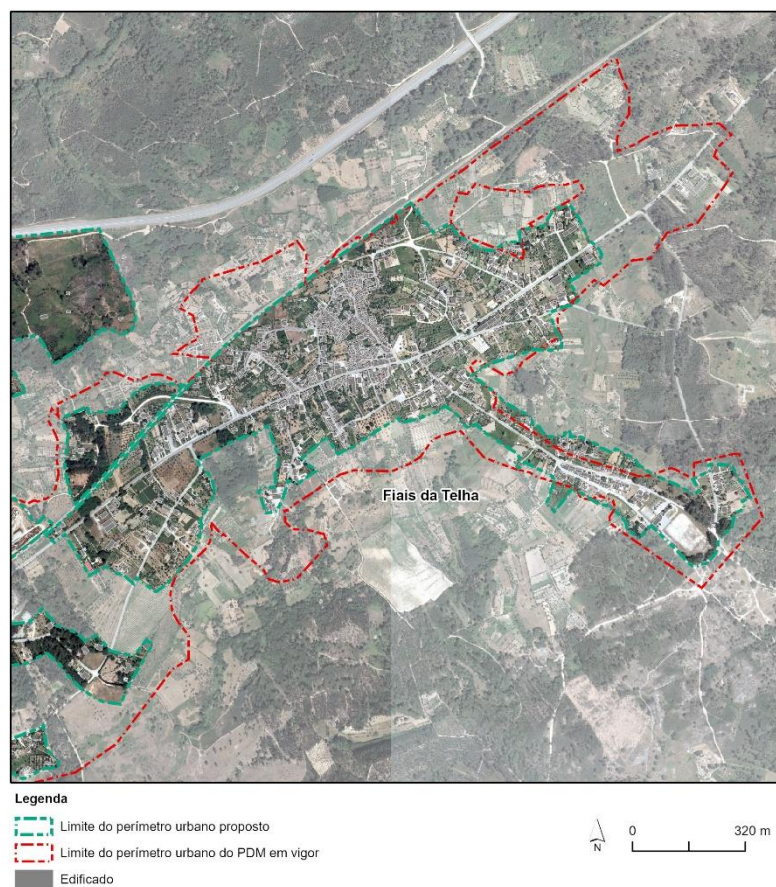 Fiais da Telha
Legenda
Limite do perímetro urbano proposto
Limite do perímetro urbano do PDM em vigor
Edificado
N
0 320 m